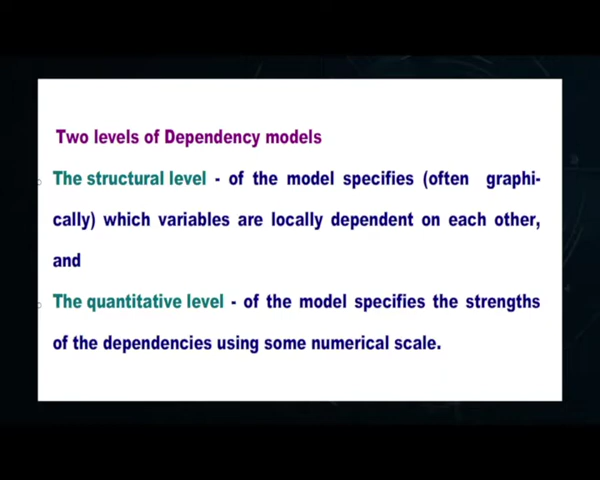 Two levels of Dependency models
The structural level - of the model specifies (often graphi-
cally) which variables are locally dependent on each other,
and
The quantitative level - of the model specifies the strengths
of the dependencies using some numerical scale.